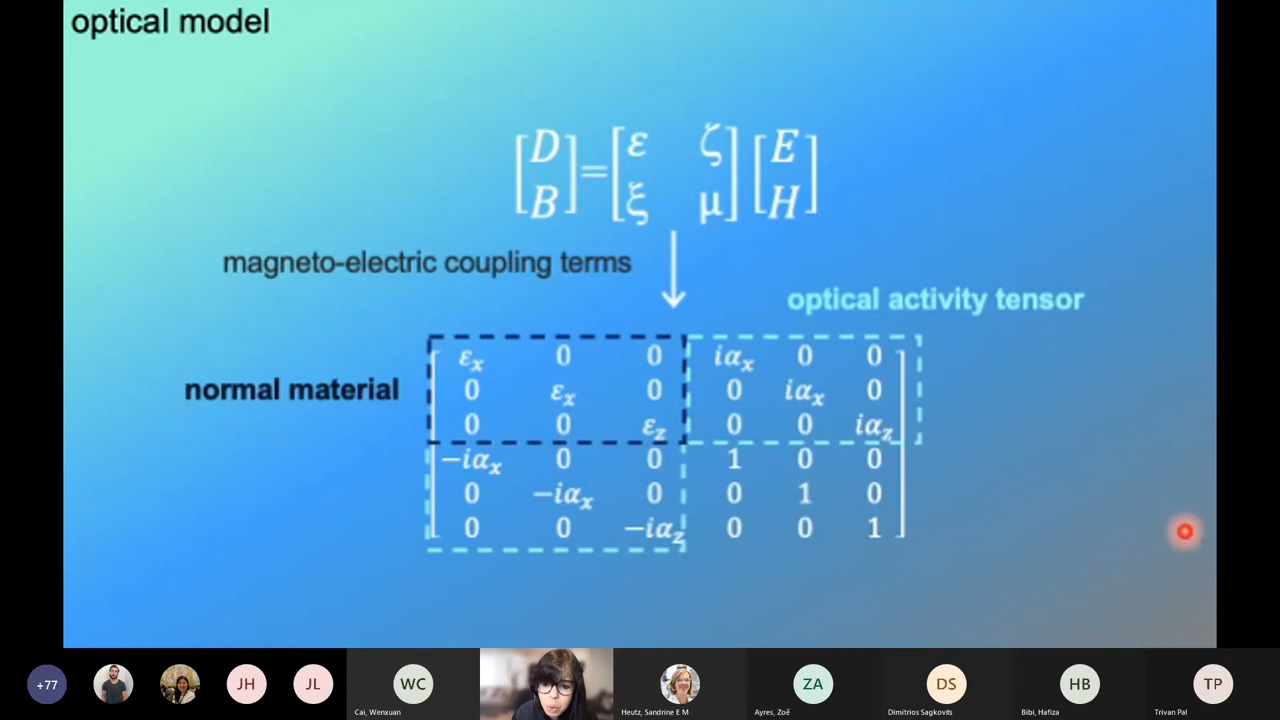 optical model
[D B] = [ε ζ ξ μ] [E H]
magneto-electric coupling terms
optical activity tensor
normal material
εx 0 0 iαx 0 0
0 εx 0 0 iαx 0
0 0 εz 0 0 iαz
−iαx 0 0 1 0 0
0 −iαx 0 0 1 0
0 0 −iαz 0 0 1
+77
JH
JL
WC
ZA
DS
HB
TP
Cai, Wenxuan
Heutz, Sandrine E M
Ayres, Zoë
Dimitrios Sagkovits
Bibi, Hafiza
Trivan Pal